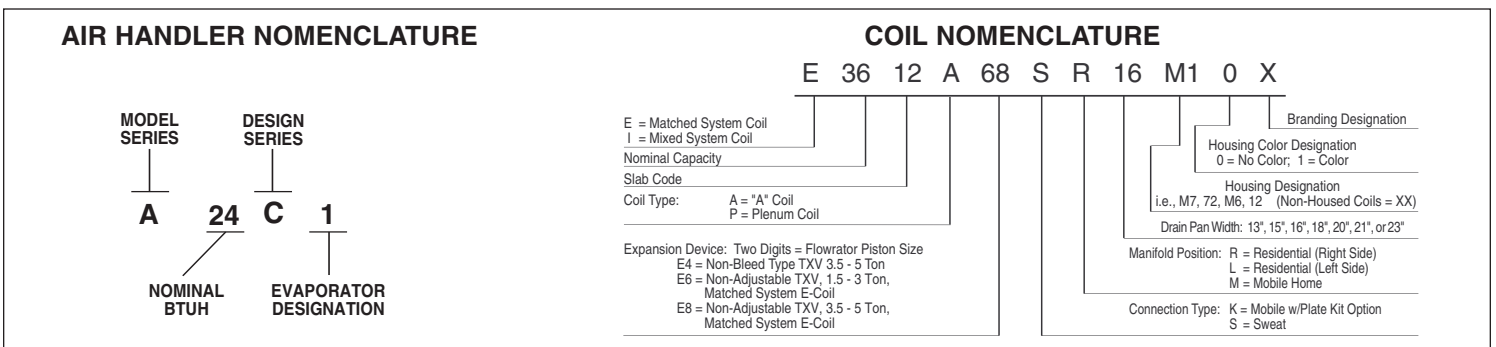 AIR HANDLER NOMENCLATURE
MODEL SERIES
DESIGN SERIES
A 24 C 1
NOMINAL BTUH
EVAPORATOR DESIGNATION
COIL NOMENCLATURE
E 36 12 A 68 S R 16 M1 0 X
E = Matched System Coil
I = Mixed System Coil
Nominal Capacity
Slab Code
Coil Type: A = "A" Coil
P = Plenum Coil
Expansion Device: Two Digits = Flowrator Piston Size
E4 = Non-Bleed Type TXV 3.5 - 5 Ton
E6 = Non-Adjustable TXV, 1.5 - 3 Ton,
Matched System E-Coil
E8 = Non-Adjustable TXV, 3.5 - 5 Ton,
Matched System E-Coil
Branding Designation
Housing Color Designation
0 = No Color; 1 = Color
Housing Designation
i.e., M7, 72, M6, 12 (Non-Housed Coils = XX)
Drain Pan Width: 13", 15", 16", 18", 20", 21", or 23"
Manifold Position: R = Residential (Right Side)
L = Residential (Left Side)
M = Mobile Home
Connection Type: K = Mobile w/Plate Kit Option
S = Sweat